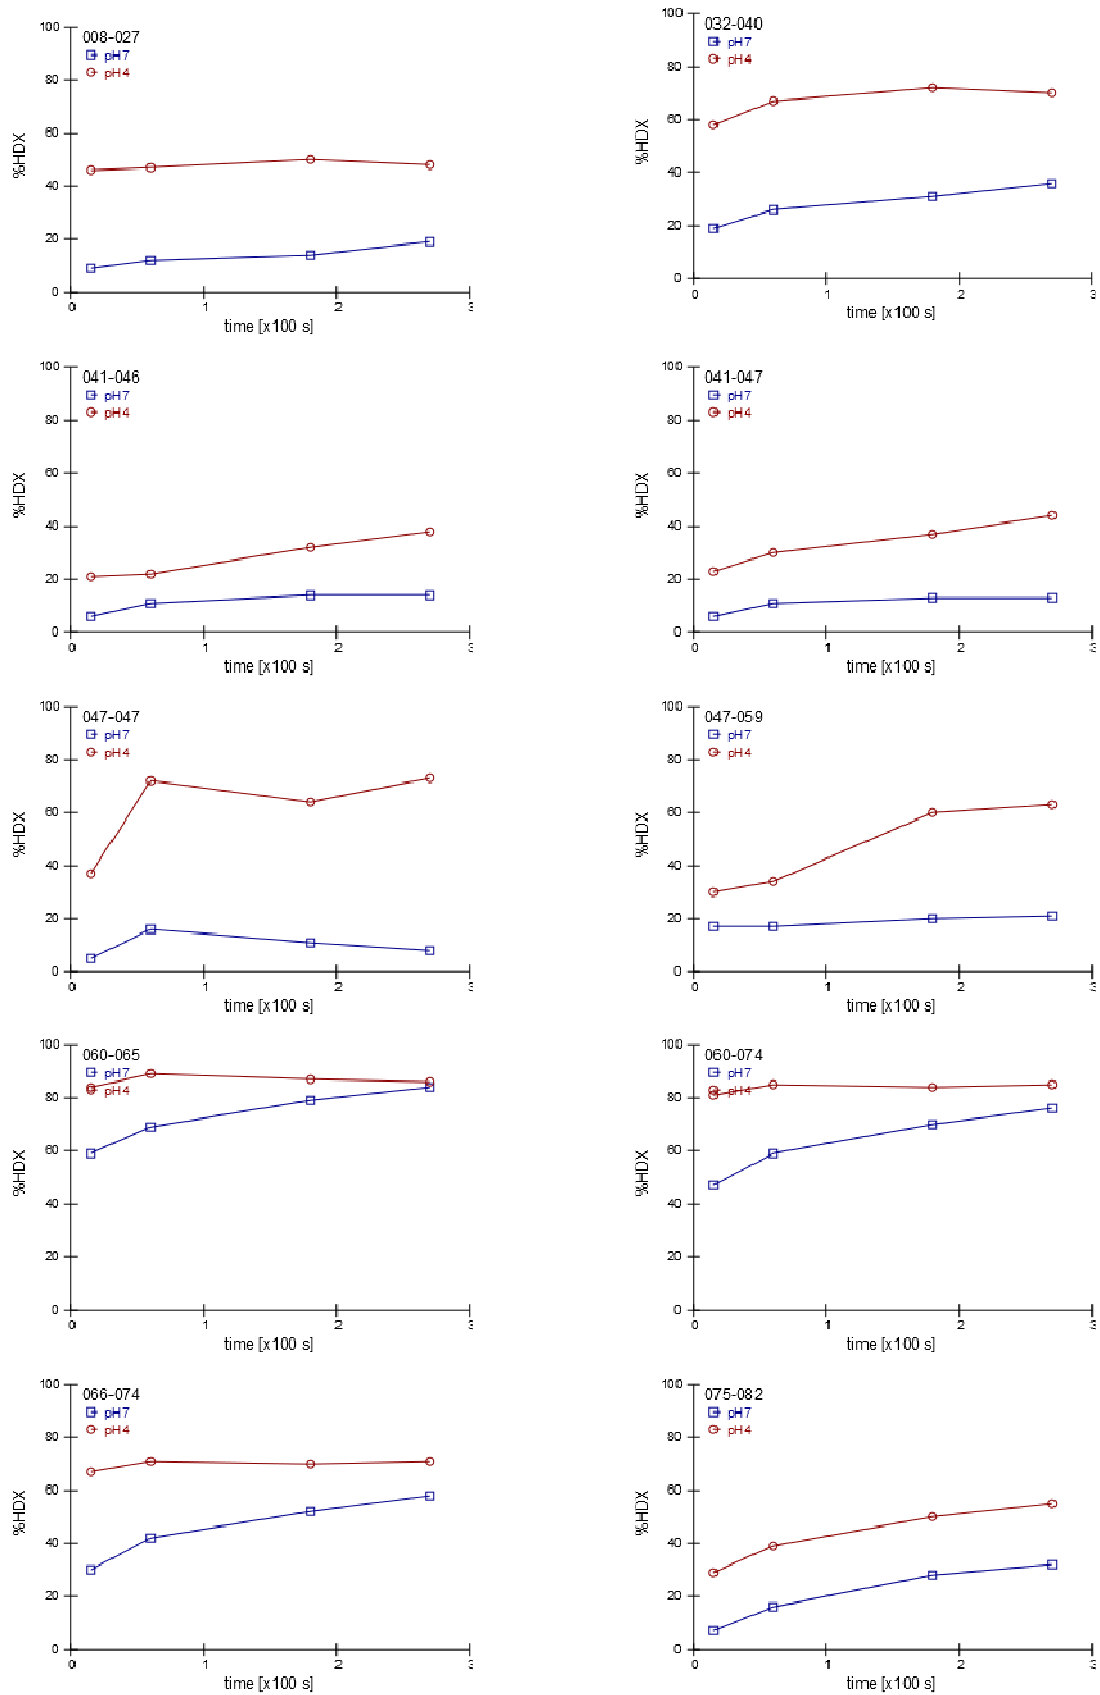 008-027
pH7
pH4
100
80
60
40
20
0
%HDX
0 1 2 3
time [x100 s]
032-040
pH7
pH4
100
80
60
40
20
0
%HDX
0 1 2 3
time [x100 s]
041-046
pH7
pH4
100
80
60
40
20
0
%HDX
0 1 2 3
time [x100 s]
041-047
pH7
pH4
100
80
60
40
20
0
%HDX
0 1 2 3
time [x100 s]
047-047
pH7
pH4
100
80
60
40
20
0
%HDX
0 1 2 3
time [x100 s]
047-059
pH7
pH4
100
80
60
40
20
0
%HDX
0 1 2 3
time [x100 s]
060-065
pH7
pH4
100
80
60
40
20
0
%HDX
0 1 2 3
time [x100 s]
060-074
pH7
pH4
100
80
60
40
20
0
%HDX
0 1 2 3
time [x100 s]
066-074
pH7
pH4
100
80
60
40
20
0
%HDX
0 1 2 3
time [x100 s]
075-082
pH7
pH4
100
80
60
40
20
0
%HDX
0 1 2 3
time [x100 s]